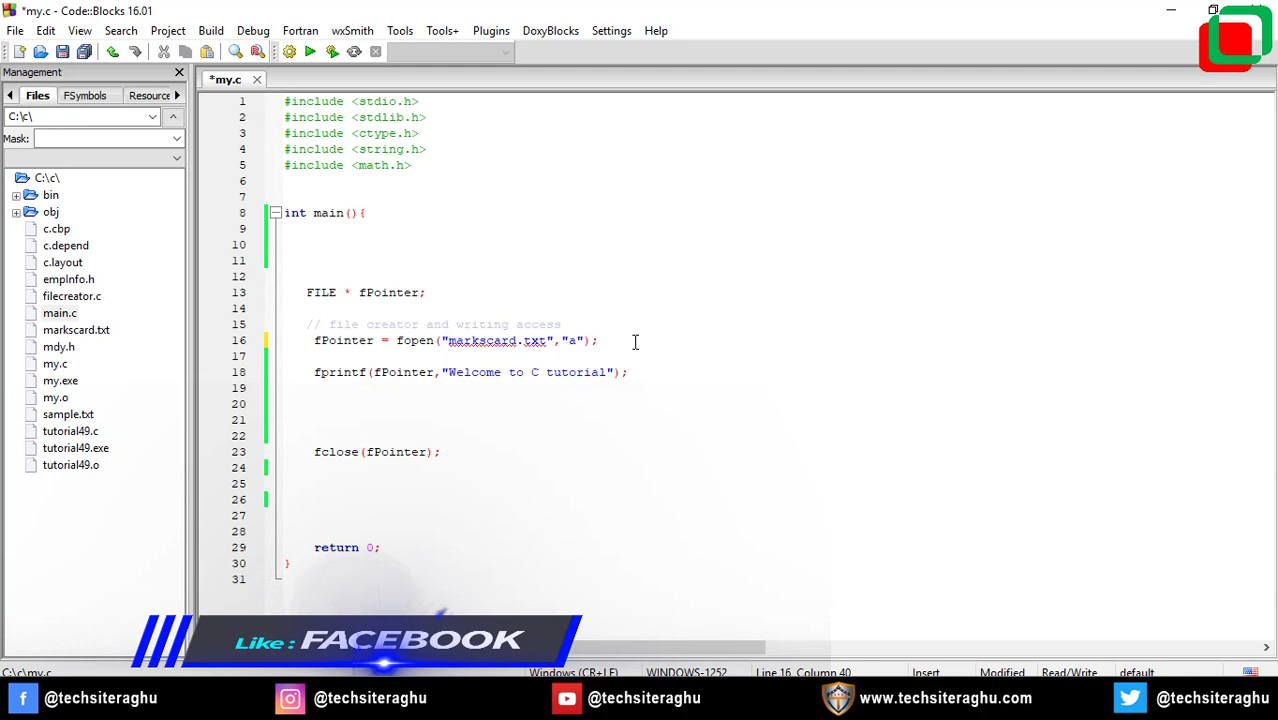 *my.c - Code::Blocks 16.01
File Edit View Search Project Build Debug Fortran wxSmith Tools Tools+ Plugins DoxyBlocks Settings Help
Management
*my.c
Files FSymbols Resource
C:\c\
Mask:
C:\c\
bin
obj
c.cbp
c.depend
c.layout
empInfo.h
filecreator.c
main.c
markscard.txt
mdy.h
my.c
my.exe
my.o
sample.txt
tutorial49.c
tutorial49.exe
tutorial49.o
1 #include <stdio.h>
2 #include <stdlib.h>
3 #include <ctype.h>
4 #include <string.h>
5 #include <math.h>
6
7
8 int main(){
9
10
11
12
13 FILE * fPointer;
14
15 // file creator and writing access
16 fPointer = fopen("markscard.txt","a");
17
18 fprintf(fPointer,"Welcome to C tutorial");
19
20
21
22
23 fclose(fPointer);
24
25
26
27
28
29 return 0;
30 }
31
Like : FACEBOOK
C:\c\my.c Windows (CR+LF) WINDOWS-1252 Line 16, Column 40 Insert Modified Read/Write default
@techsiteraghu @techsiteraghu @techsiteraghu www.techsiteraghu.com @techsiteraghu